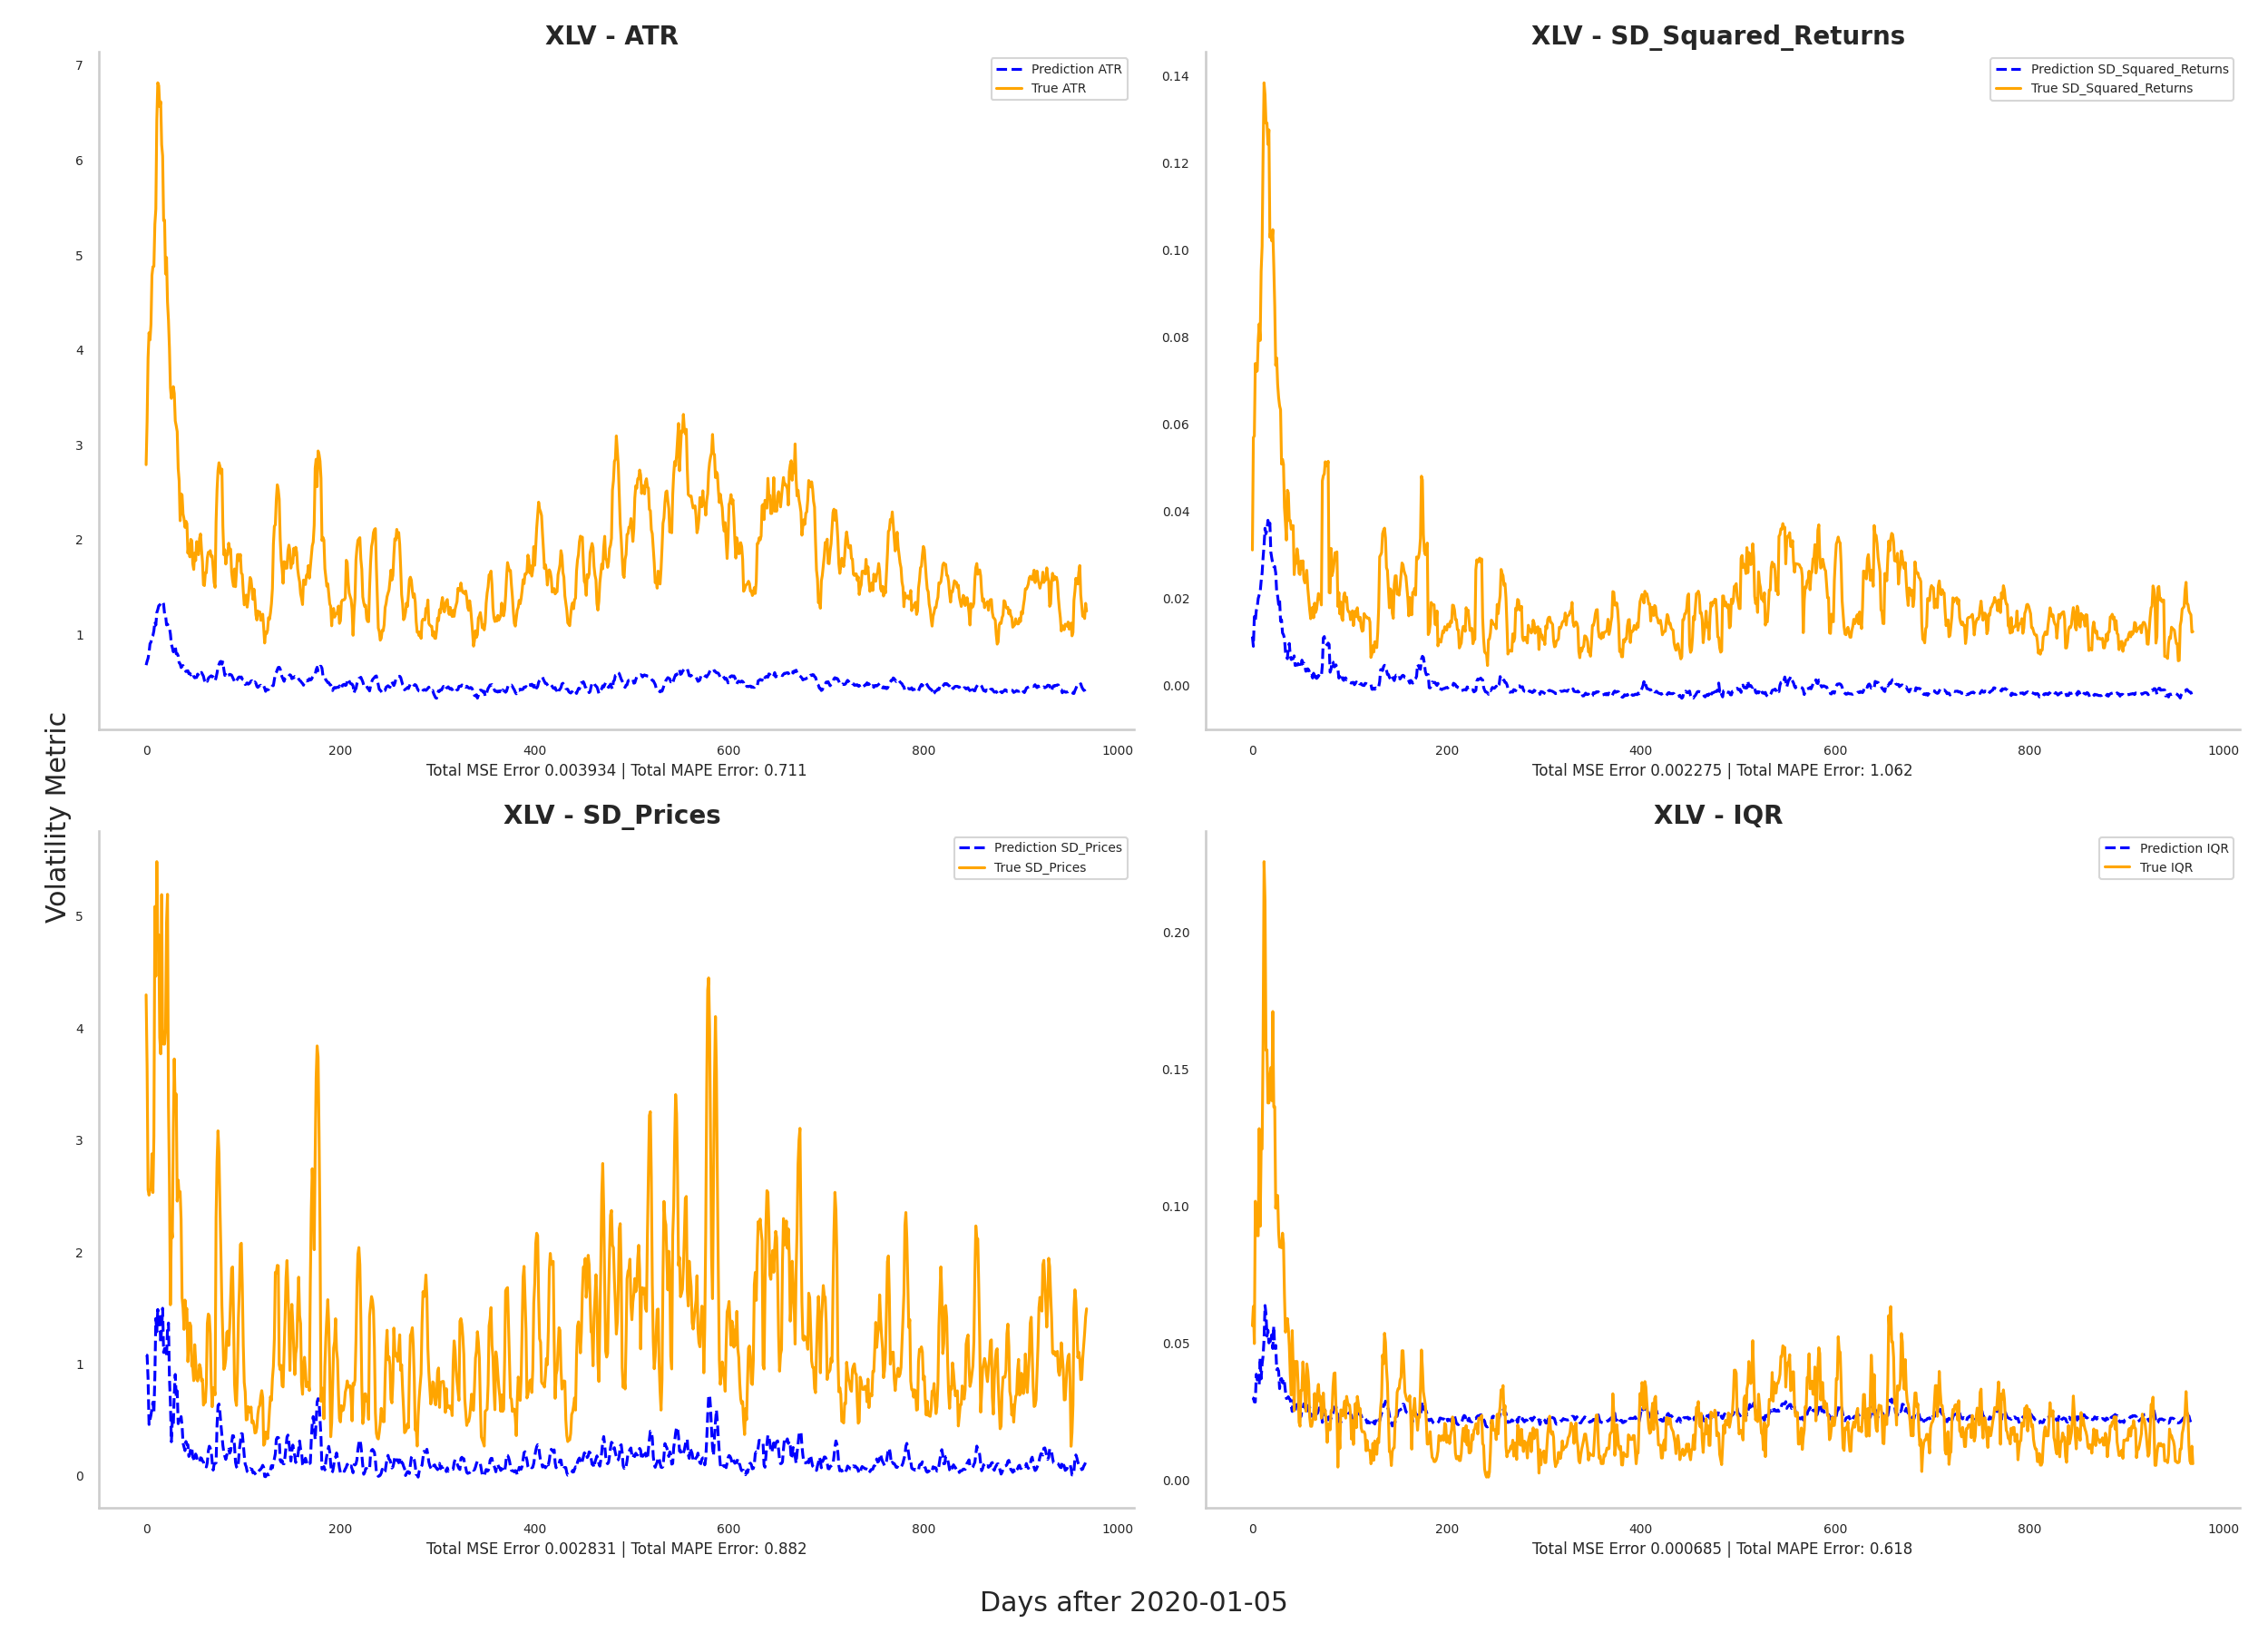 XLV - ATR
Prediction ATR
True ATR
7
6
5
4
3
2
1
0
200
400
600
800
1000
Total MSE Error 0.003934 | Total MAPE Error: 0.711
XLV - SD_Squared_Returns
Prediction SD_Squared_Returns
True SD_Squared_Returns
0.14
0.12
0.10
0.08
0.06
0.04
0.02
0.00
0
200
400
600
800
1000
Total MSE Error 0.002275 | Total MAPE Error: 1.062
Volatility Metric
XLV - SD_Prices
Prediction SD_Prices
True SD_Prices
5
4
3
2
1
0
0
200
400
600
800
1000
Total MSE Error 0.002831 | Total MAPE Error: 0.882
XLV - IQR
Prediction IQR
True IQR
0.20
0.15
0.10
0.05
0.00
0
200
400
600
800
1000
Total MSE Error 0.000685 | Total MAPE Error: 0.618
Days after 2020-01-05